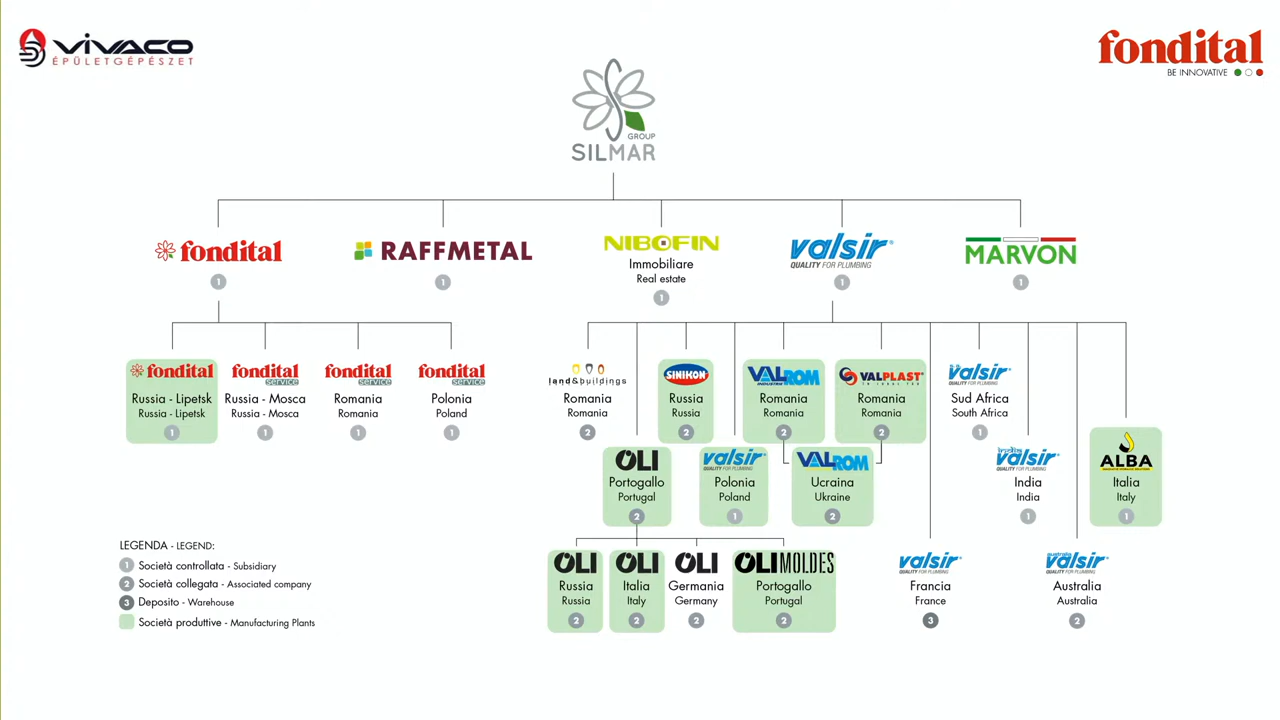 VIVACO
ÉPÜLETGÉPÉSZET
fondital
BE INNOVATIVE
GROUP
SILMAR
fondital
1
RAFFMETAL
1
NIBOFIN
Immobiliare
Real estate
1
valsir®
QUALITY FOR PLUMBING
1
MARVON
1
fondital
Russia - Lipetsk
Russia - Lipetsk
1
fondital
service
Russia - Mosca
Russia - Mosca
1
fondital
service
Romania
Romania
1
fondital
service
Polonia
Poland
1
land&buildings
Romania
Romania
2
SINIKON®
Russia
Russia
2
VALROM
INDUSTRIE
Romania
Romania
2
VALPLAST®
Romania
Romania
2
valsir®
QUALITY FOR PLUMBING
Sud Africa
South Africa
1
OLI
Portogallo
Portugal
2
valsir®
QUALITY FOR PLUMBING
Polonia
Poland
1
VALROM
Ucraina
Ukraine
2
india
valsir®
QUALITY FOR PLUMBING
India
India
1
ALBA
Italia
Italy
1
OLI
Russia
Russia
2
OLI
Italia
Italy
2
OLI
Germania
Germany
2
OLIMOLDES
Portogallo
Portugal
2
valsir®
QUALITY FOR PLUMBING
Francia
France
3
australia
valsir®
QUALITY FOR PLUMBING
Australia
Australia
2
LEGENDA - LEGEND:
1 Società controllata - Subsidiary
2 Società collegata - Associated company
3 Deposito - Warehouse
Società produttive - Manufacturing Plants